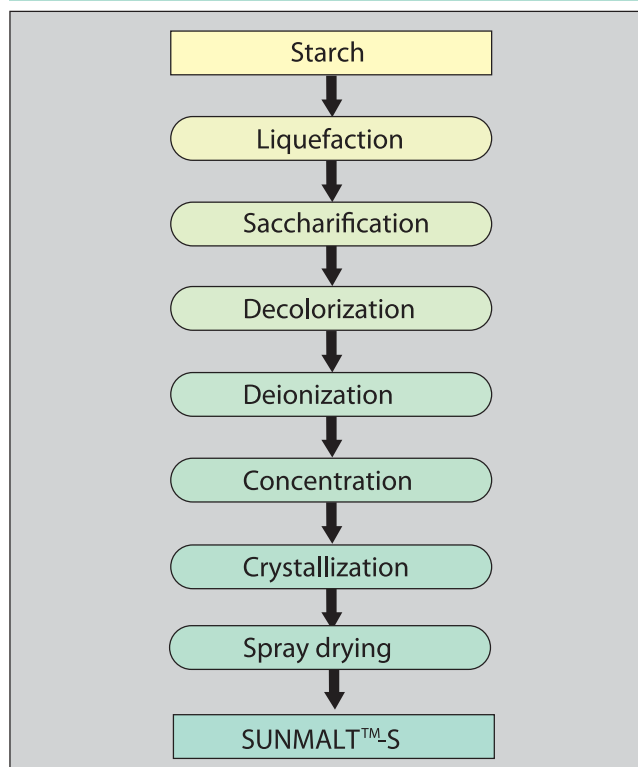 Starch
Liquefaction
Saccharification
Decolorization
Deionization
Concentration
Crystallization
Spray drying
SUNMALT™-S